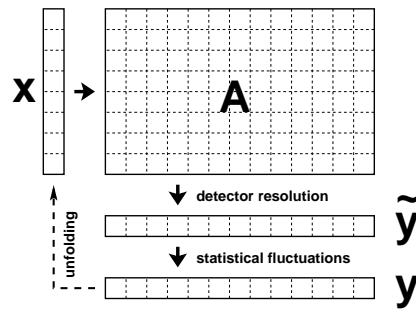 x
A
detector resolution
ỹ
statistical fluctuations
unfolding
y